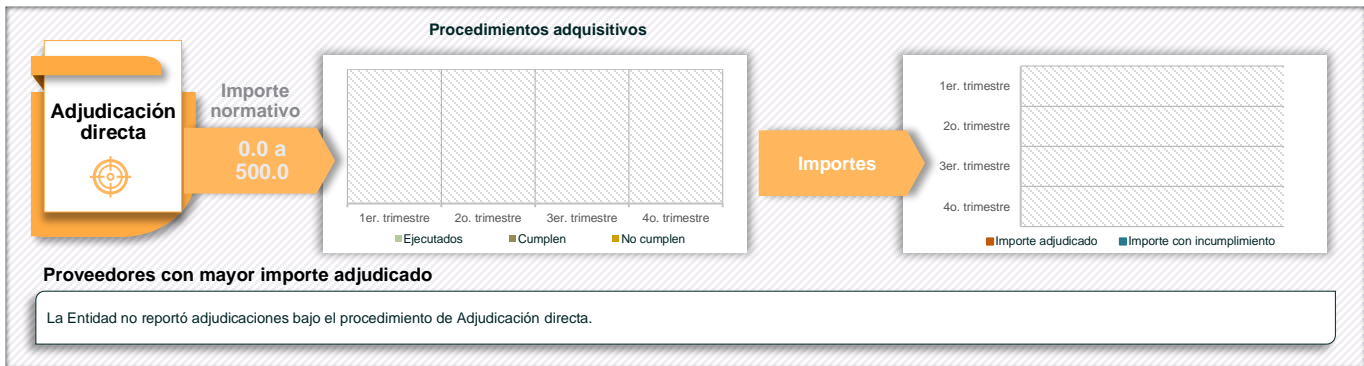 Procedimientos adquisitivos
Adjudicación
directa
Importe
normativo
0.0 a
500.0
1er. trimestre 2o. trimestre 3er. trimestre 4o. trimestre
Ejecutados Cumplen No cumplen
Importes
1er. trimestre
2o. trimestre
3er. trimestre
4o. trimestre
Importe adjudicado Importe con incumplimiento
Proveedores con mayor importe adjudicado
La Entidad no reportó adjudicaciones bajo el procedimiento de Adjudicación directa.